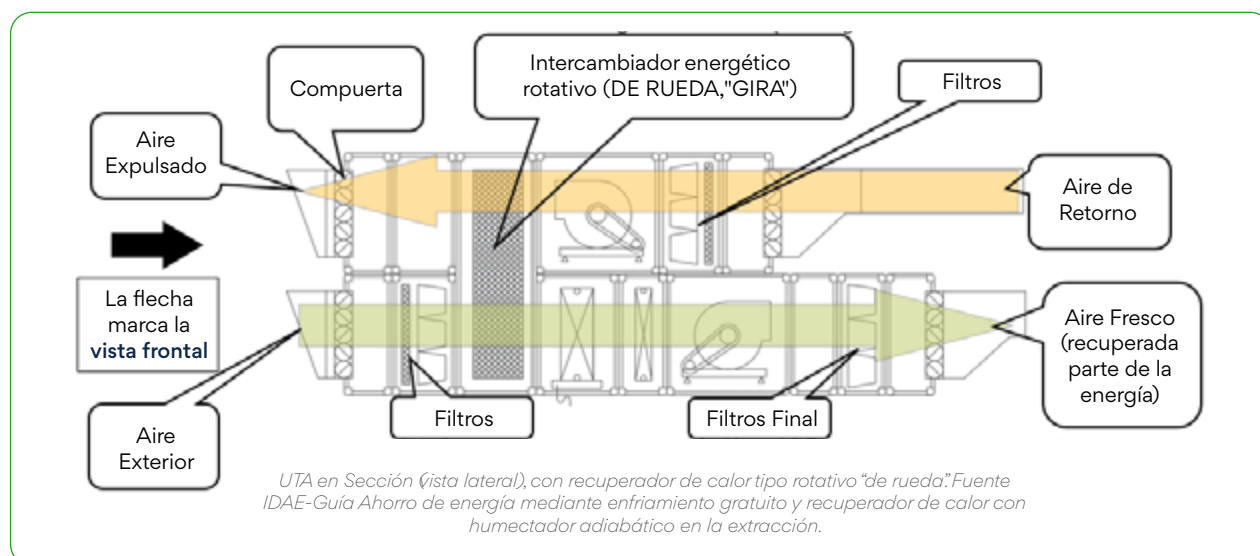 Compuerta
Intercambiador energético
rotativo (DE RUEDA,"GIRA")
Filtros
Aire
Expulsado
Aire de
Retorno
La flecha
marca la
vista frontal
Aire Fresco
(recuperada
parte de la
energía)
Aire
Exterior
Filtros
Filtros Final
UTA en Sección (vista lateral), con recuperador de calor tipo rotativo “de rueda”. Fuente
IDAE-Guía Ahorro de energía mediante enfriamiento gratuito y recuperador de calor con
humectador adiabático en la extracción.